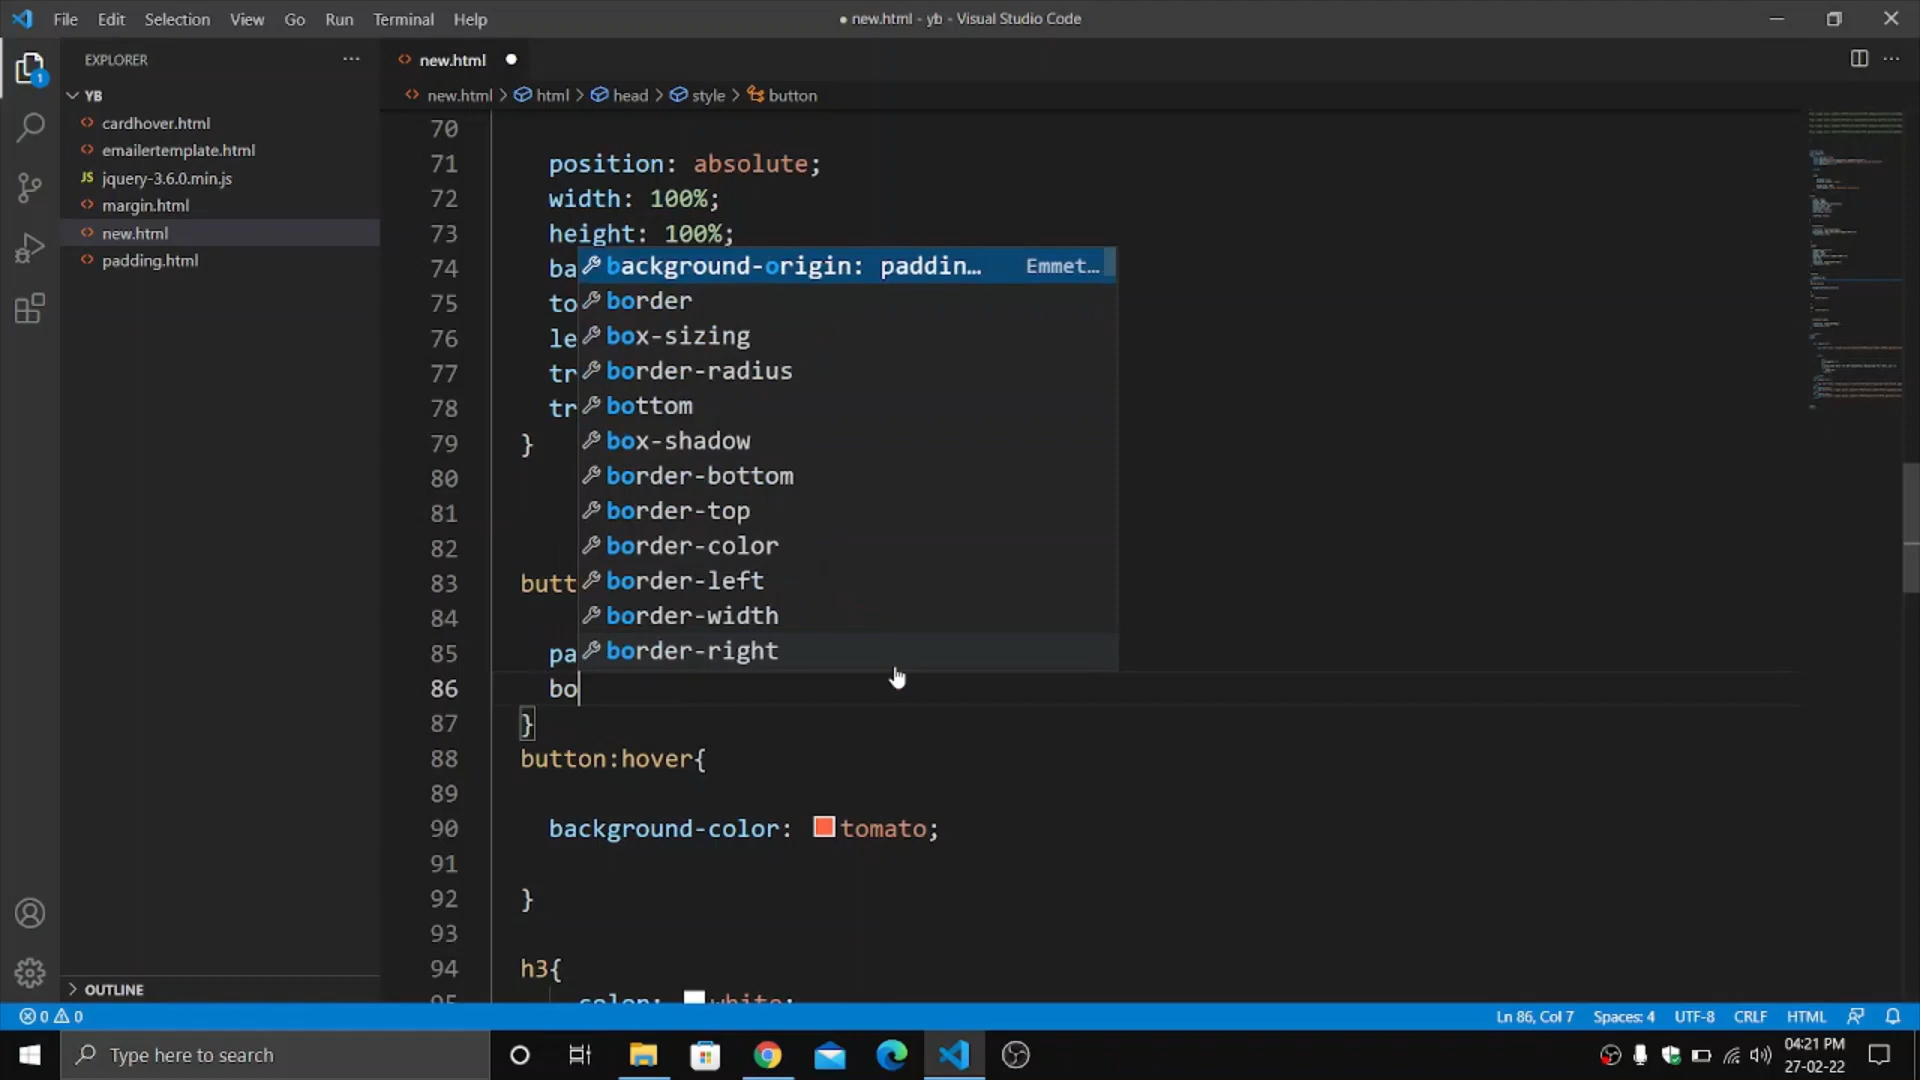 File Edit Selection View Go Run Terminal Help
● new.html - yb - Visual Studio Code
EXPLORER ···
YB
cardhover.html
emailertemplate.html
JS jquery-3.6.0.min.js
margin.html
new.html
padding.html
OUTLINE
1
new.html ●
new.html > html > head > style > button
70
71 position: absolute;
72 width: 100%;
73 height: 100%;
74 ba
75 to
76 le
77 tr
78 tr
79 }
80
81
82
83 butt
84
85 pa
86 bo
87 }
88 button:hover{
89
90 background-color: tomato;
91
92 }
93
94 h3{
95 color: white;
background-origin: paddin… Emmet…
border
box-sizing
border-radius
bottom
box-shadow
border-bottom
border-top
border-color
border-left
border-width
border-right
0 0
Ln 86, Col 7 Spaces: 4 UTF-8 CRLF HTML
Type here to search
04:21 PM
27-02-22